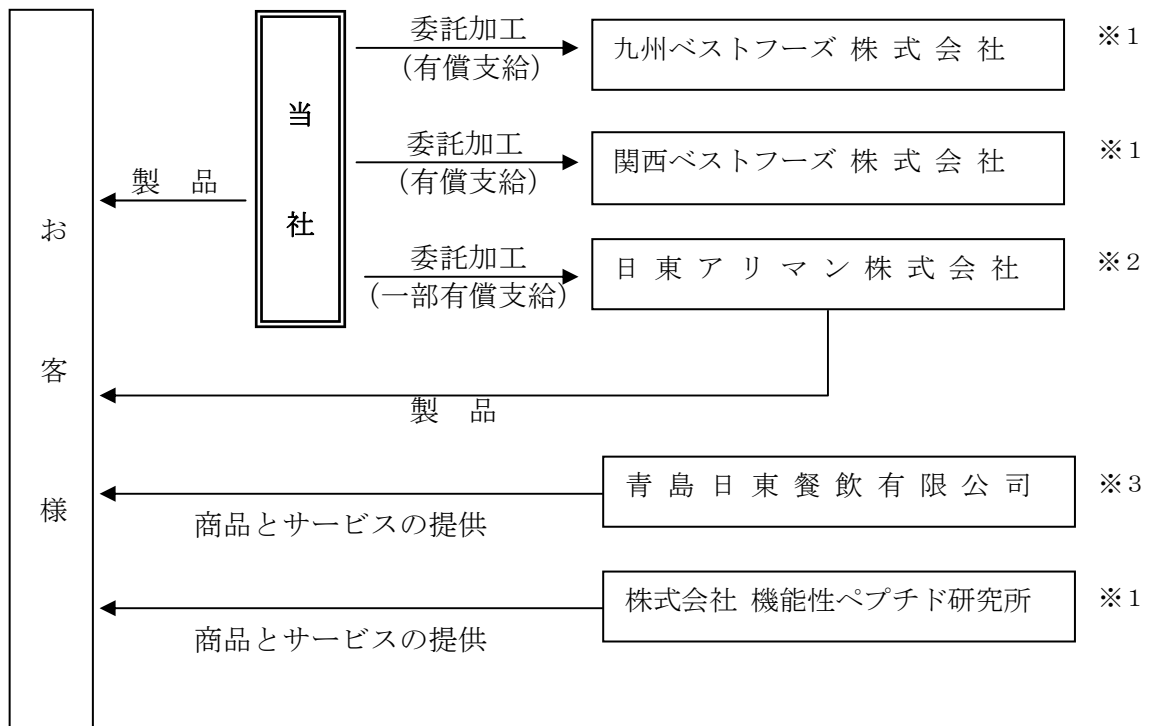 委託加工
(有償支給)
九州ベストフーズ 株 式 会 社
※1
当社
委託加工
(有償支給)
関西ベストフーズ 株 式 会 社
※1
製 品
お客様
委託加工
(一部有償支給)
日 東 ア リ マ ン 株 式 会 社
※2
製 品
青 島 日 東 餐 飲 有 限 公 司
※3
商品とサービスの提供
株式会社 機能性ペプチド研究所
※1
商品とサービスの提供